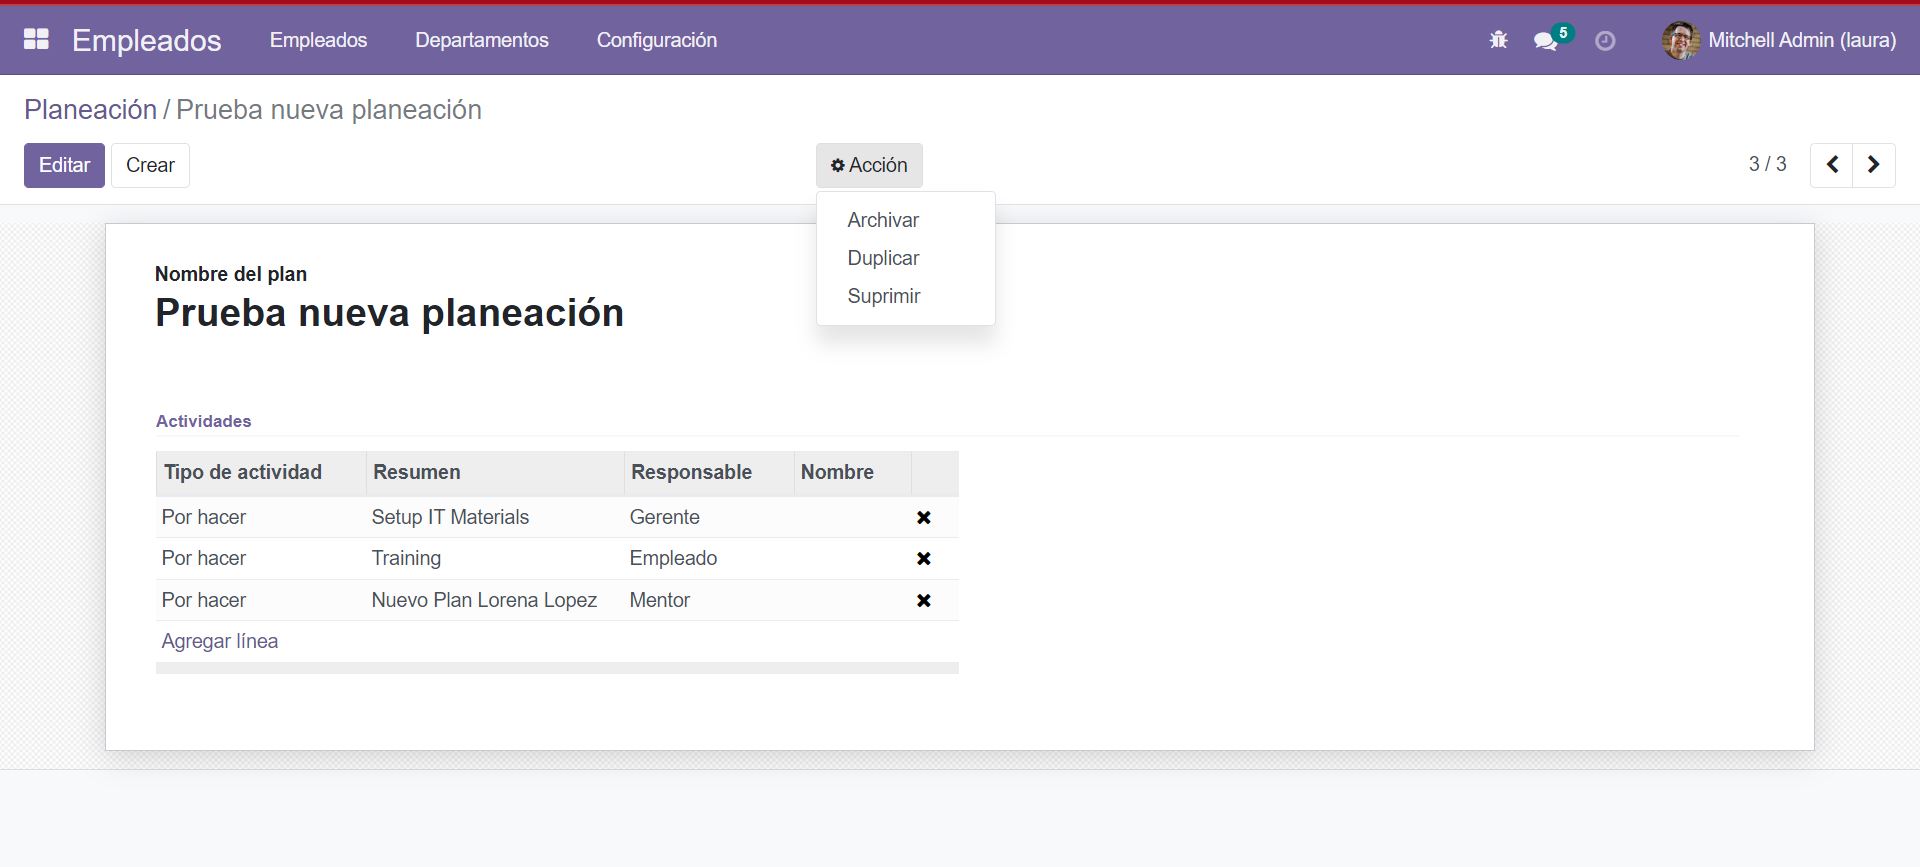 Empleados Empleados Departamentos Configuración 5 Mitchell Admin (laura)
Planeación / Prueba nueva planeación
Editar Crear Acción 3 / 3
Archivar
Duplicar
Suprimir
Nombre del plan
Prueba nueva planeación
Actividades
Tipo de actividad Resumen Responsable Nombre
Por hacer Setup IT Materials Gerente
Por hacer Training Empleado
Por hacer Nuevo Plan Lorena Lopez Mentor
Agregar línea